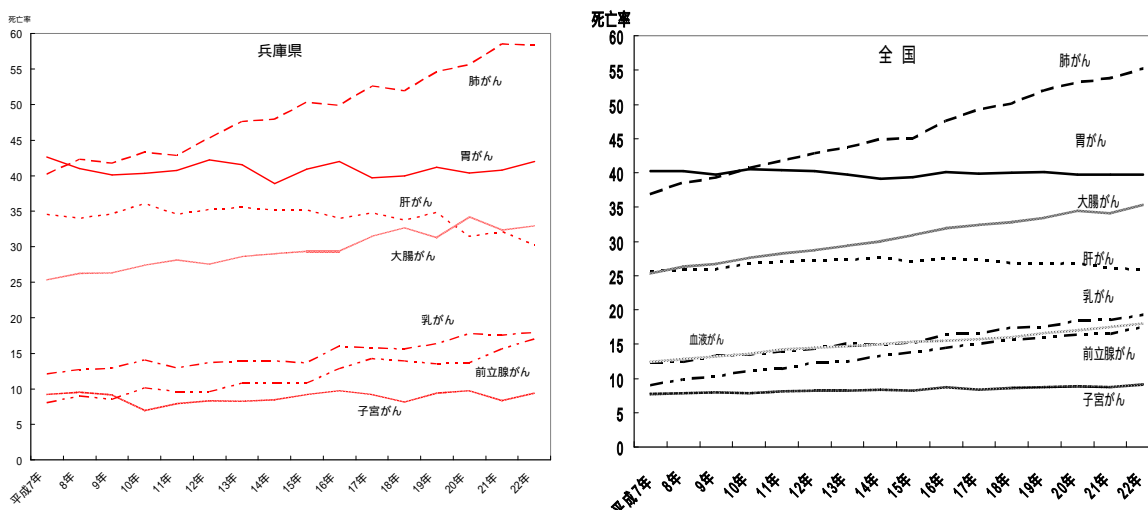 死亡率
兵庫県
60
55
50
45
40
35
30
25
20
15
10
5
0
肺がん
胃がん
肝がん
大腸がん
乳がん
前立腺がん
子宮がん
平成7年
8年
9年
10年
11年
12年
13年
14年
15年
16年
17年
18年
19年
20年
21年
22年
死亡率
全 国
60
55
50
45
40
35
30
25
20
15
10
5
0
肺がん
胃がん
大腸がん
肝がん
乳がん
血液がん
前立腺がん
子宮がん
平成7年
8年
9年
10年
11年
12年
13年
14年
15年
16年
17年
18年
19年
20年
21年
22年